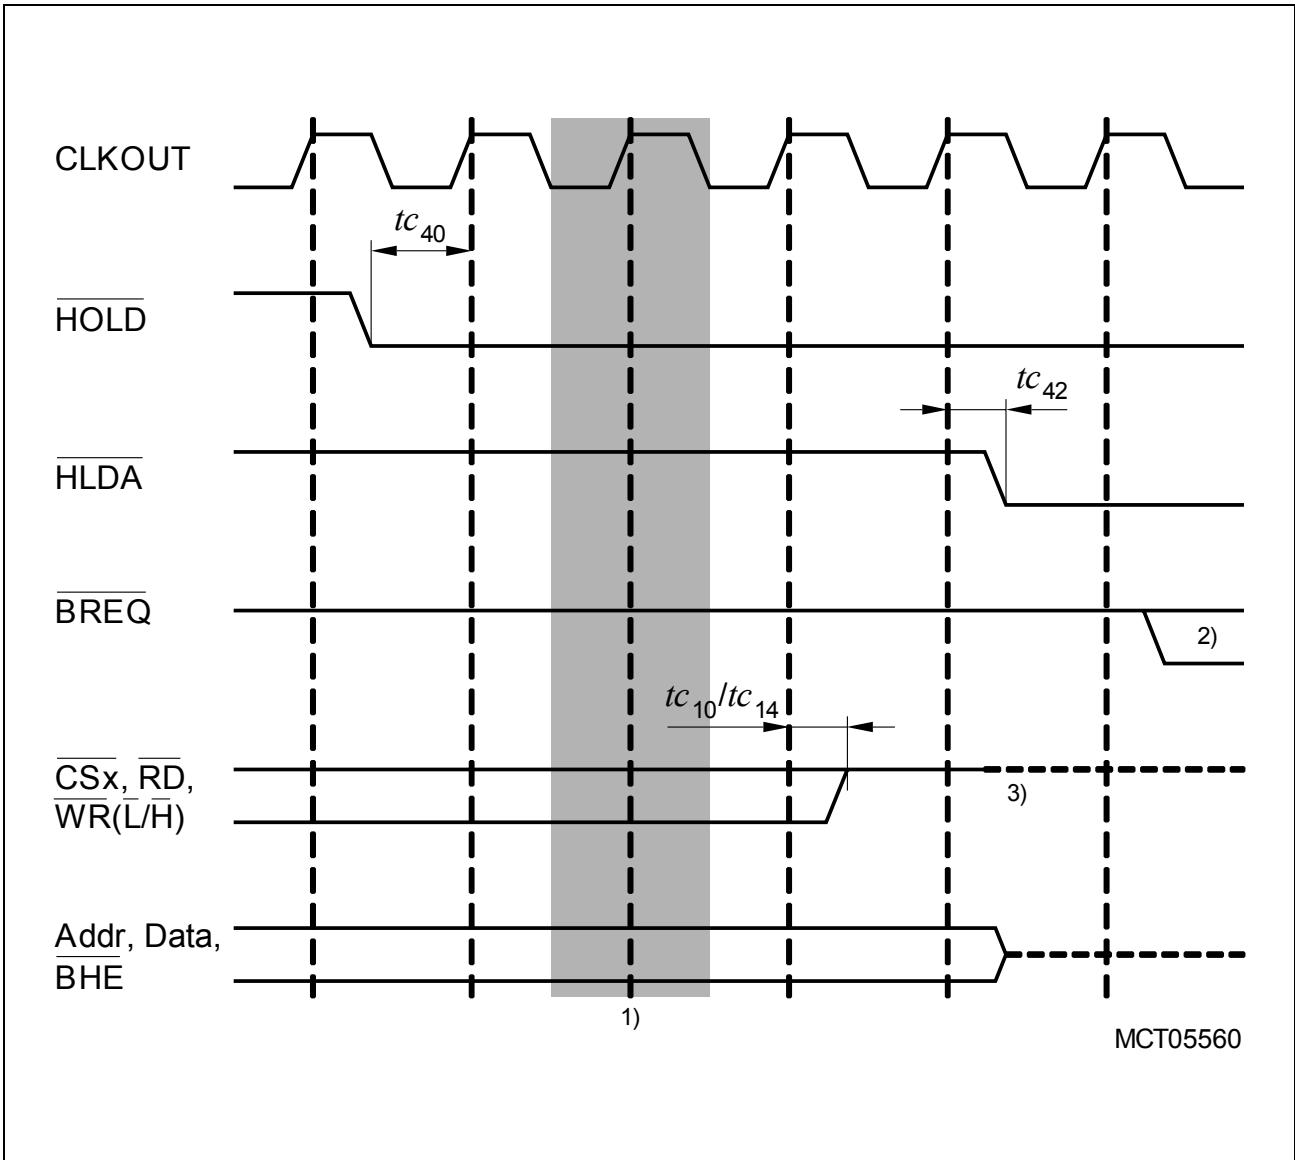 CLKOUT
tc40
HOLD
tc42
HLDA
BREQ
2)
tc10/tc14
CSx, RD,
3)
WR(L/H)
Addr, Data,
BHE
1)
MCT05560